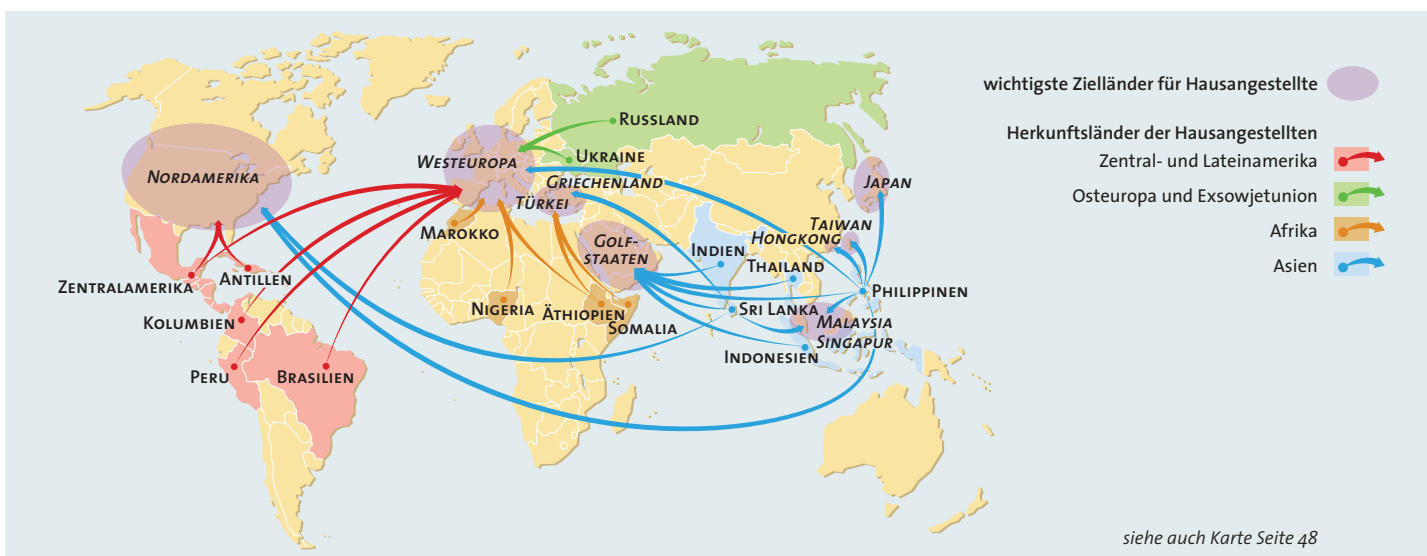 wichtigste Zielländer für Hausangestellte
Herkunftsländer der Hausangestellten
Zentral- und Lateinamerika
Osteuropa und Exsowjetunion
Afrika
Asien
RUSSLAND
UKRAINE
WESTEUROPA
NORDAMERIKA
GRIECHENLAND
JAPAN
TÜRKEI
TAIWAN
MAROKKO
HONGKONG
GOLF-
STAATEN
INDIEN
THAILAND
ANTILLEN
ZENTRALAMERIKA
PHILIPPINEN
NIGERIA
ÄTHIOPIEN
SRI LANKA
KOLUMBIEN
SOMALIA
MALAYSIA
SINGAPUR
INDONESIEN
PERU
BRASILIEN
siehe auch Karte Seite 48